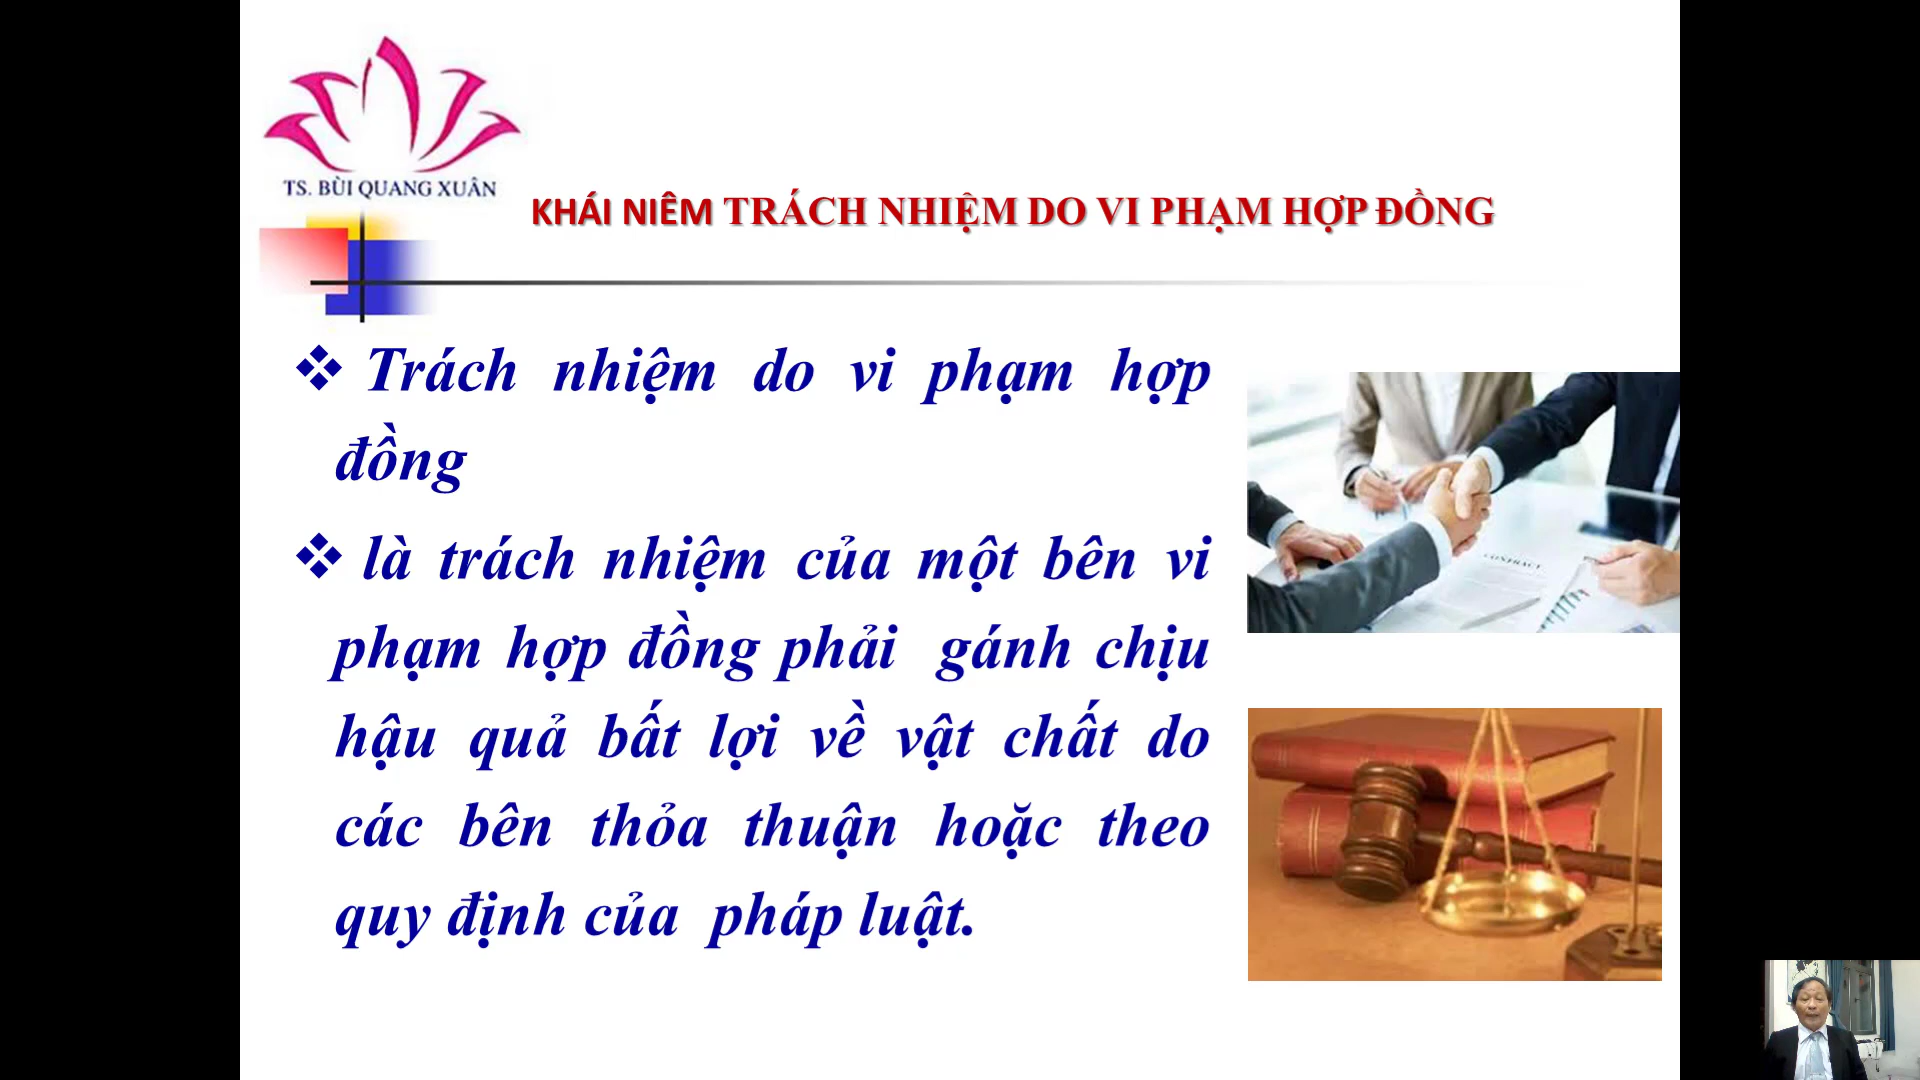 TS. BÙI QUANG XUÂN
KHÁI NIÊM TRÁCH NHIỆM DO VI PHẠM HỢP ĐỒNG
❖ Trách nhiệm do vi phạm hợp
đồng
❖ là trách nhiệm của một bên vi
phạm hợp đồng phải gánh chịu
hậu quả bất lợi về vật chất do
các bên thỏa thuận hoặc theo
quy định của pháp luật.
CONTRACT